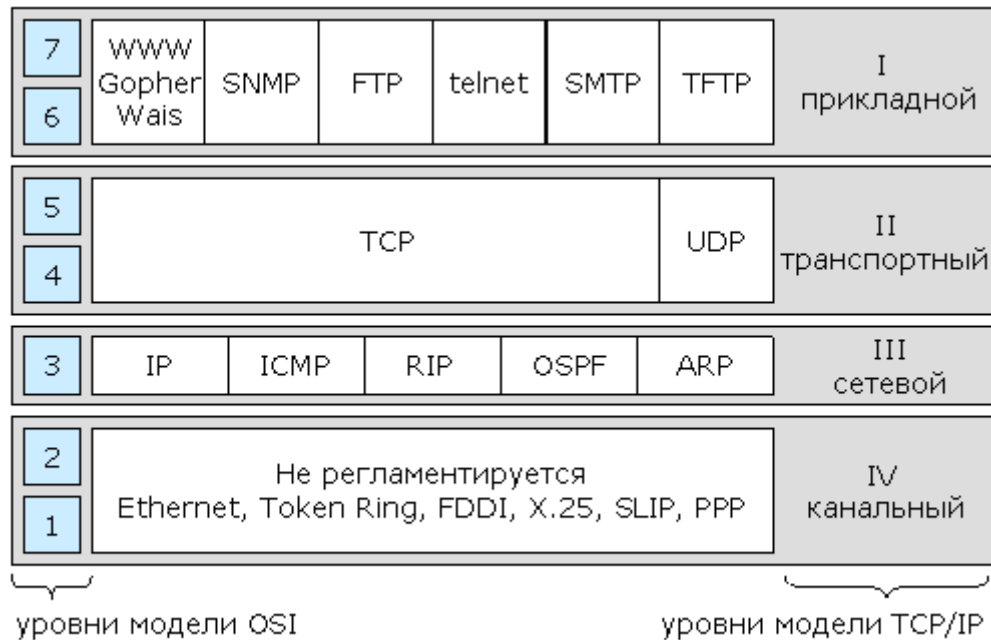 7
6
WWW
Gopher
Wais
SNMP
FTP
telnet
SMTP
TFTP
I
прикладной
5
4
TCP
UDP
II
транспортный
3
IP
ICMP
RIP
OSPF
ARP
III
сетевой
2
1
Не регламентируется
Ethernet, Token Ring, FDDI, X.25, SLIP, PPP
IV
канальный
уровни модели OSI
уровни модели TCP/IP